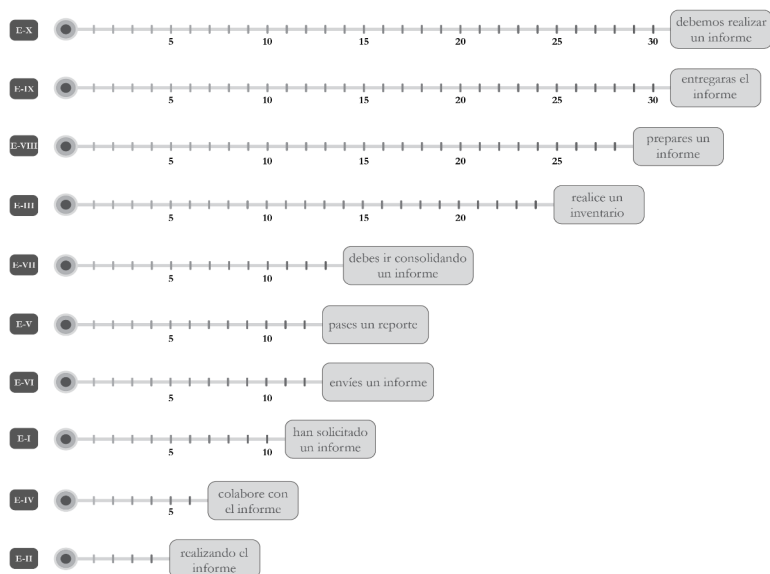 E-X
5 10 15 20 25 30
debemos realizar
un informe
E-IX
5 10 15 20 25 30
entregaras el
informe
E-VIII
5 10 15 20 25
prepares un
informe
E-III
5 10 15 20
realice un
inventario
E-VII
5 10
debes ir consolidando
un informe
E-V
5 10
pases un reporte
E-VI
5 10
envíes un informe
E-I
5 10
han solicitado
un informe
E-IV
5
colabore con
el informe
E-II
realizando el
informe